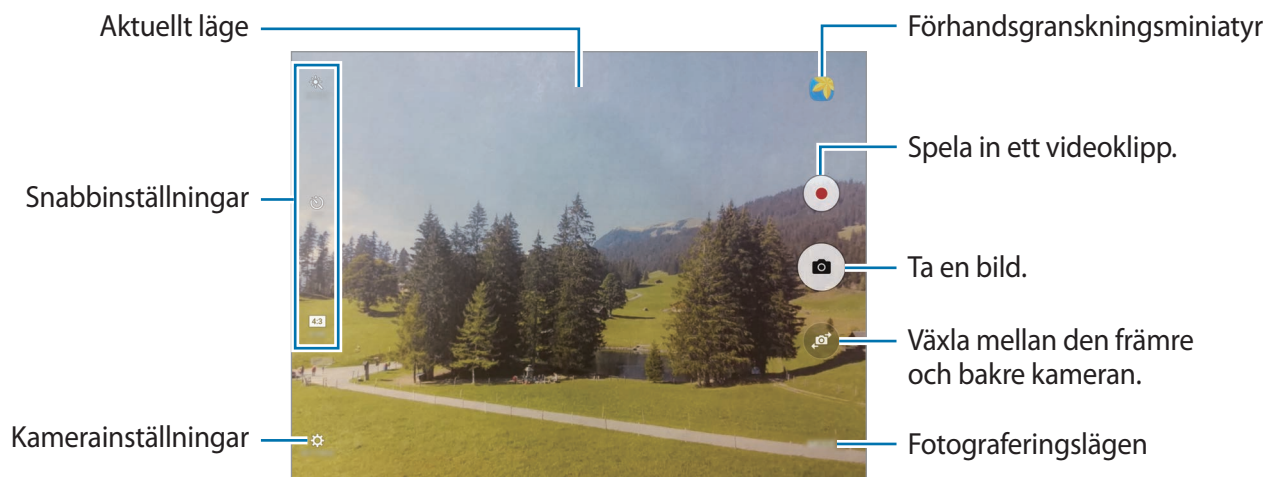 Aktuellt läge
Förhandsgranskningsminiatyr
Spela in ett videoklipp.
Snabbinställningar
Ta en bild.
4:3
Växla mellan den främre
och bakre kameran.
Kamerainställningar
Fotograferingslägen